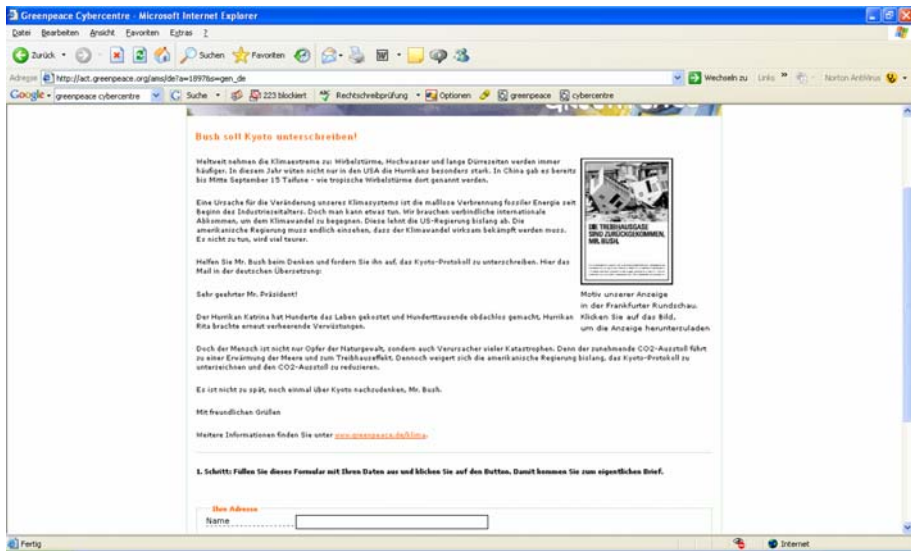 Greenpeace Cybercentre - Microsoft Internet Explorer
Datei Bearbeiten Ansicht Favoriten Extras ?
Zurück Suchen Favoriten
Adresse http://act.greenpeace.org/ams/de?a=1897&s=gen_de Wechseln zu Links Norton AntiVirus
Google greenpeace cybercentre Suche 223 blockiert Rechtschreibprüfung Optionen greenpeace cybercentre
Bush soll Kyoto unterschreiben!
Weltweit nehmen die Klimaextreme zu: Wirbelstürme, Hochwasser und lange Dürrezeiten werden immer
häufiger. In diesem Jahr wüten nicht nur in den USA die Hurrikans besonders stark. In China gab es bereits
bis Mitte September 15 Taifune - wie tropische Wirbelstürme dort genannt werden.
Eine Ursache für die Veränderung unseres Klimasystems ist die maßlose Verbrennung fossiler Energie seit
Beginn des Industriezeitalters. Doch man kann etwas tun. Wir brauchen verbindliche internationale
Abkommen, um dem Klimawandel zu begegnen. Diese lehnt die US-Regierung bislang ab. Die
amerikanische Regierung muss endlich einsehen, dass der Klimawandel wirksam bekämpft werden muss.
Es nicht zu tun, wird viel teurer.
Helfen Sie Mr. Bush beim Denken und fordern Sie ihn auf, das Kyoto-Protokoll zu unterschreiben. Hier das
Mail in der deutschen Übersetzung:
DIE TREIBHAUSGASE
SIND ZURÜCKGEKOMMEN,
MR. BUSH.
Motiv unserer Anzeige
in der Frankfurter Rundschau.
Klicken Sie auf das Bild,
um die Anzeige herunterzuladen
Sehr geehrter Mr. Präsident!
Der Hurrikan Katrina hat Hunderte das Leben gekostet und Hunderttausende obdachlos gemacht, Hurrikan
Rita brachte erneut verheerende Verwüstungen.
Doch der Mensch ist nicht nur Opfer der Naturgewalt, sondern auch Verursacher vieler Katastrophen. Denn der zunehmende CO2-Ausstoß führt
zu einer Erwärmung der Meere und zum Treibhauseffekt. Dennoch weigert sich die amerikanische Regierung bislang, das Kyoto-Protokoll zu
unterzeichnen und den CO2-Ausstoß zu reduzieren.
Es ist nicht zu spät, noch einmal über Kyoto nachzudenken, Mr. Bush.
Mit freundlichen Grüßen
Weitere Informationen finden Sie unter www.greenpeace.de/klima.
1. Schritt: Füllen Sie dieses Formular mit Ihren Daten aus und klicken Sie auf den Button. Damit kommen Sie zum eigentlichen Brief.
Ihre Adresse
Name
Fertig Internet